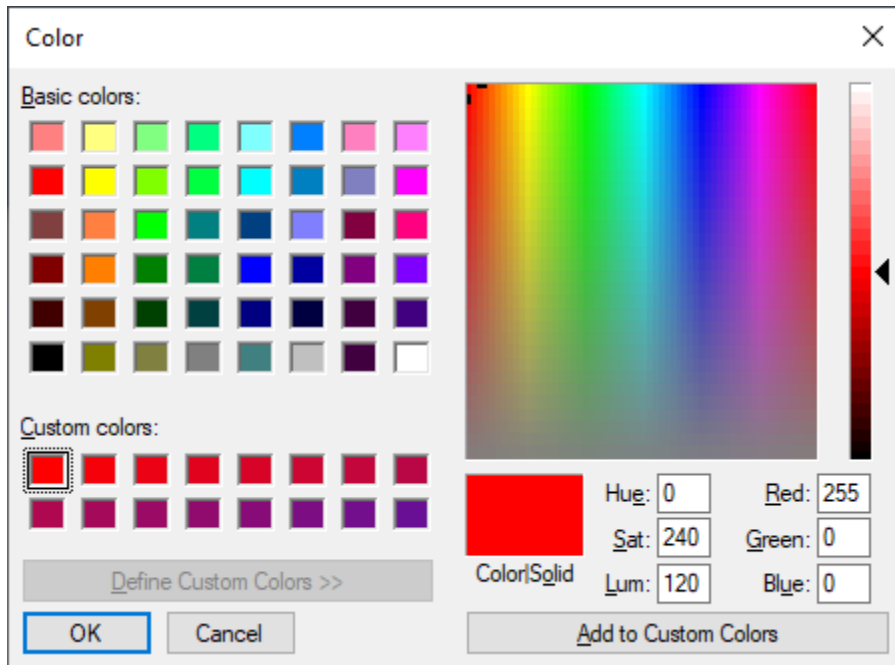 Color
Basic colors:
Custom colors:
Define Custom Colors >>
OK Cancel
Color|Solid
Hue: 0 Red: 255
Sat: 240 Green: 0
Lum: 120 Blue: 0
Add to Custom Colors